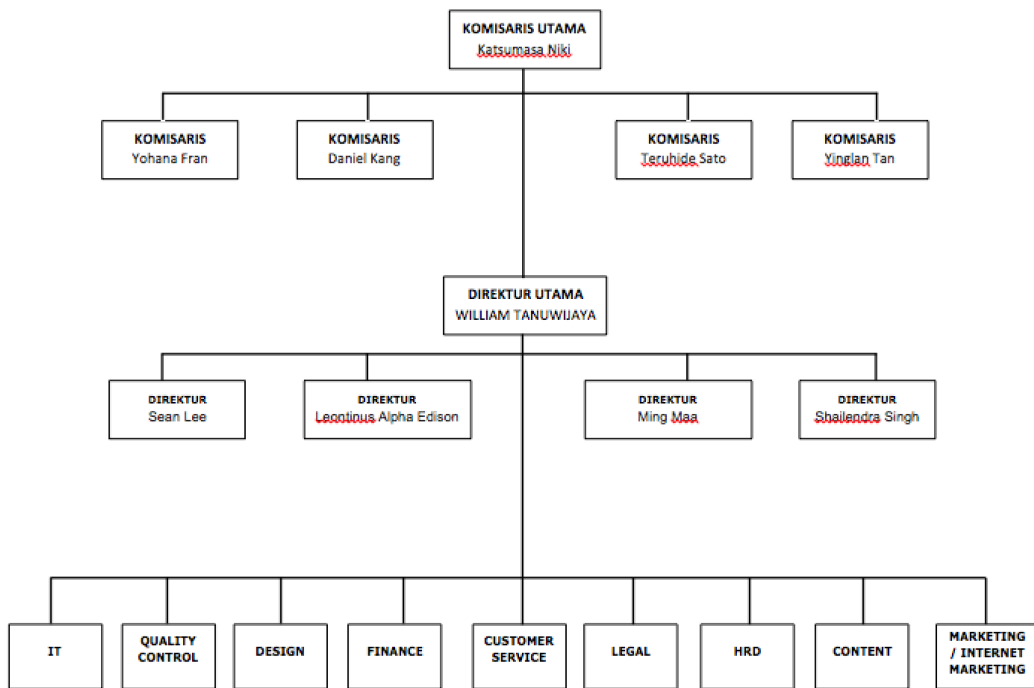 KOMISARIS UTAMA
Katsumasa Niki
KOMISARIS
Yohana Fran
KOMISARIS
Daniel Kang
KOMISARIS
Teruhide Sato
KOMISARIS
Yinglan Tan
DIREKTUR UTAMA
WILLIAM TANUWIJAYA
DIREKTUR
Sean Lee
DIREKTUR
Leontinus Alpha Edison
DIREKTUR
Ming Maa
DIREKTUR
Shailendra Singh
IT
QUALITY
CONTROL
DESIGN
FINANCE
CUSTOMER
SERVICE
LEGAL
HRD
CONTENT
MARKETING
/ INTERNET
MARKETING